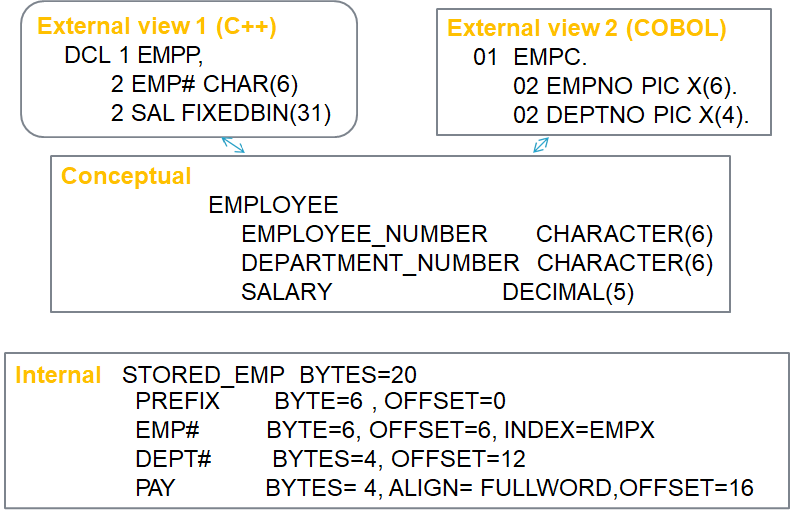 External view 1 (C++)
DCL 1 EMPP,
2 EMP# CHAR(6)
2 SAL FIXEDBIN(31)
External view 2 (COBOL)
01 EMPC.
02 EMPNO PIC X(6).
02 DEPTNO PIC X(4).
Conceptual
EMPLOYEE
EMPLOYEE_NUMBER CHARACTER(6)
DEPARTMENT_NUMBER CHARACTER(6)
SALARY DECIMAL(5)
Internal STORED_EMP BYTES=20
PREFIX BYTE=6 , OFFSET=0
EMP# BYTE=6, OFFSET=6, INDEX=EMPX
DEPT# BYTES=4, OFFSET=12
PAY BYTES= 4, ALIGN= FULLWORD,OFFSET=16